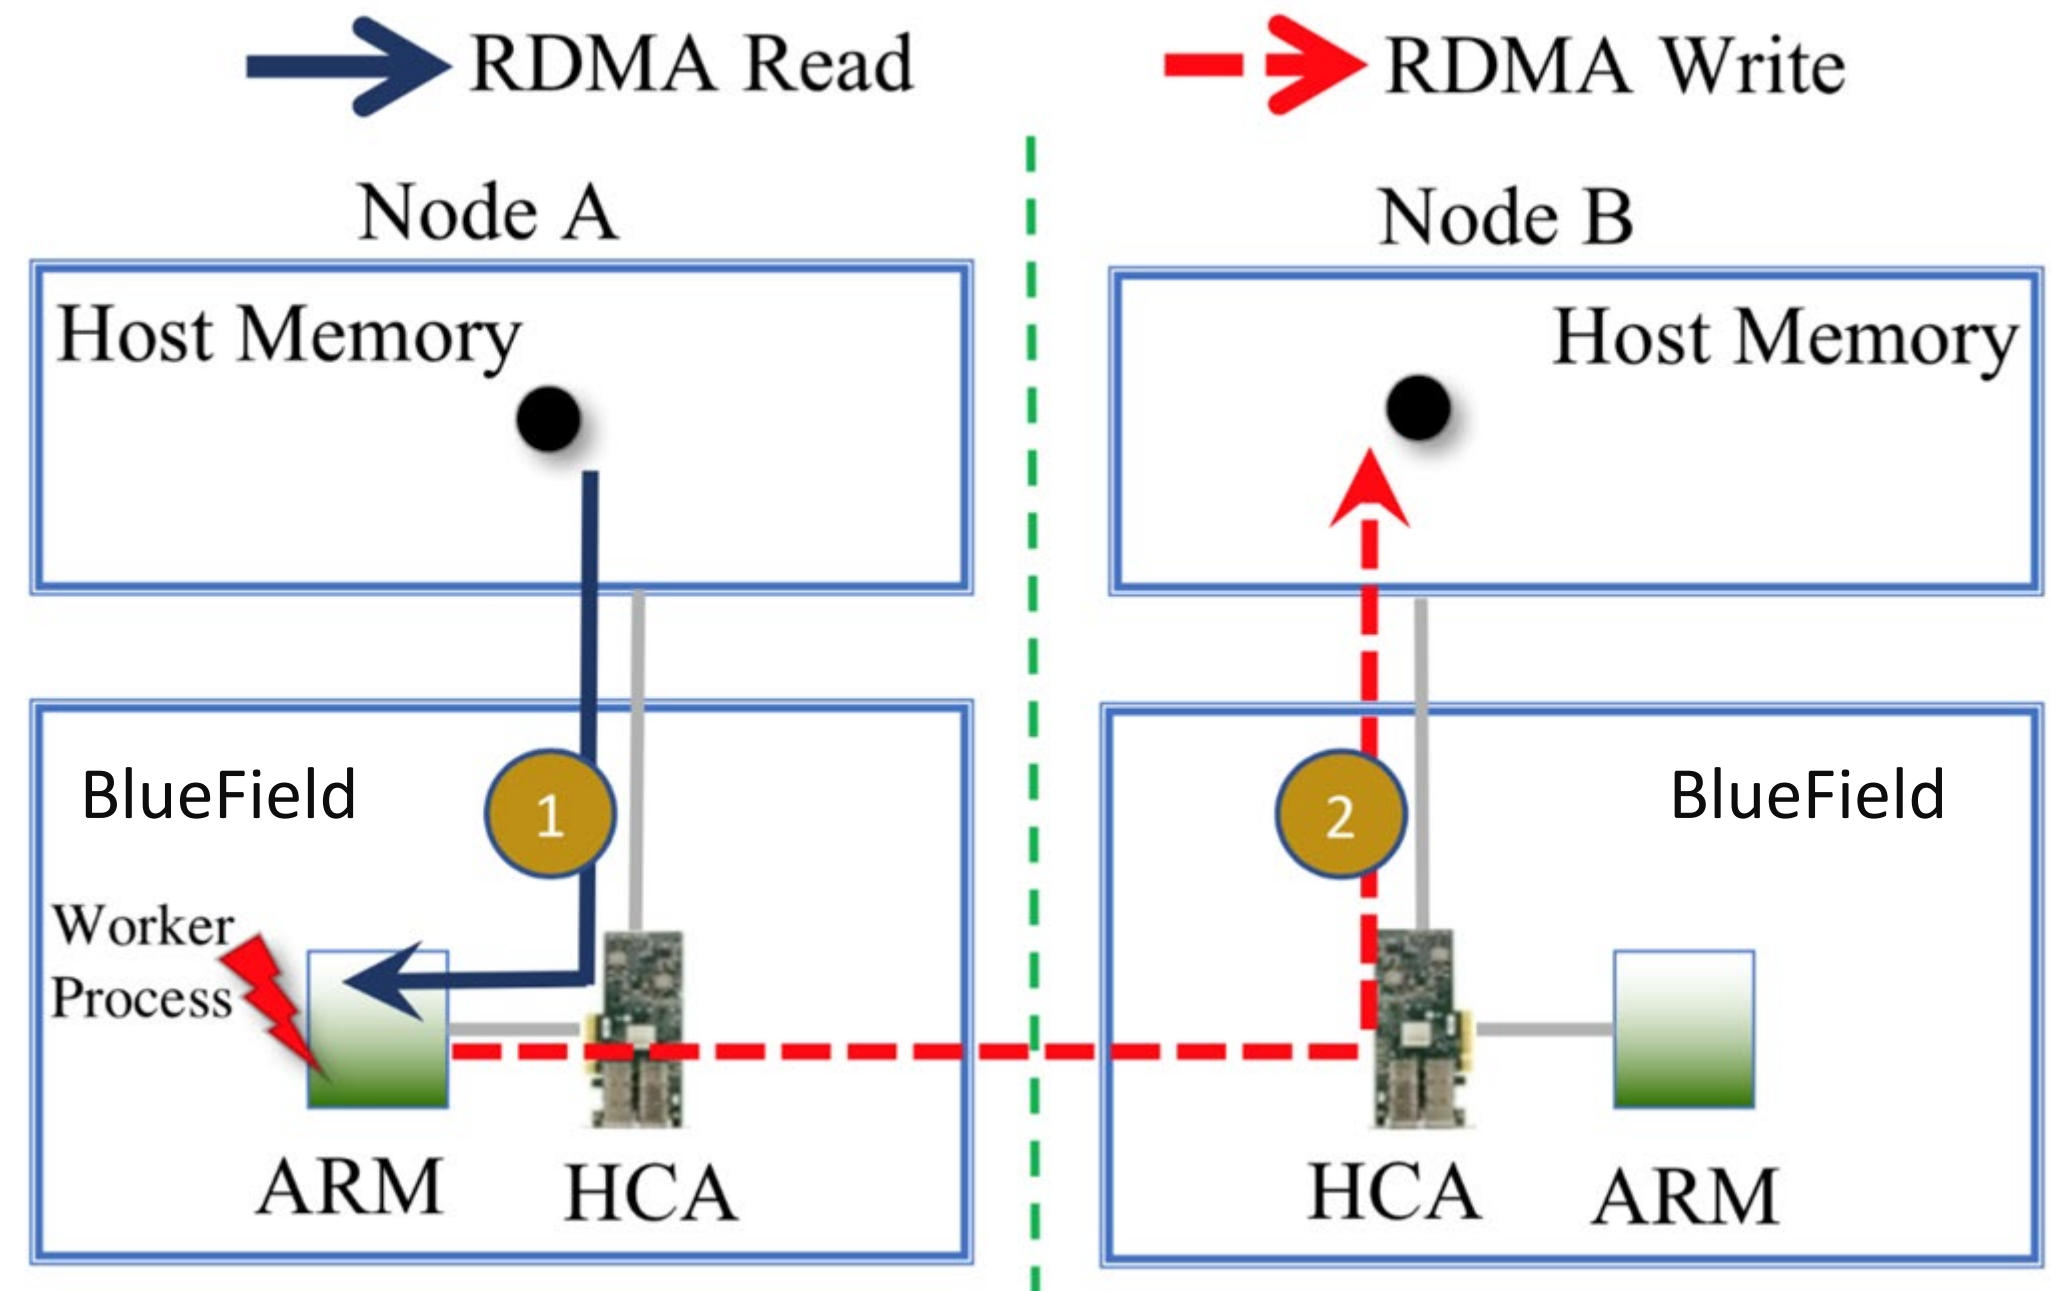 RDMA Read
RDMA Write
Node A
Node B
Host Memory
Host Memory
BlueField
1
2
BlueField
Worker
Process
ARM
HCA
HCA
ARM